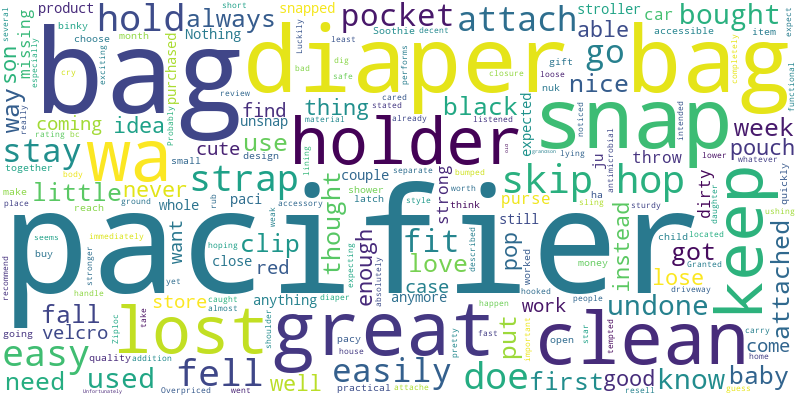 product
binky
missing
several
especially
way
son
really
cry
exciting
choose
month
hold
always
Nothing
purchased
Probably
short
snapped
Luckily
bad
review
pocket
Soothie
least
decent
dig
safe
cared
stated
performs
closure
gift
nuk
loose
already
listened
material
attach
stroller
able
go
nice
car
accessible
bought
item
expect
completely
functional
bag
diaper
bag
rating bc
coming
idea
stay
together
wa
find
unsnap
use
cute
small
design
lining
thing
black
holder
expected
snap
noticed
intended
week
pouch
ju
throw
antimicrobial
lower
whatever
lying
grandson
one
couple
separate
bumped
strap
shower
latch
worth
think
style
strong
skip hop
ha
sling
sturdy
dirty
daughter
quickly
make
body
place
reach
ground
little
never
whole
paci
rub
weak
accessory
hoping
want
clip
close
red
thought
expecting
absolutely
enough
fit
love
case
described
purse
still
pop
worked
hooked
instead
child
located
Granted
money
got
lose
driveway
ushing
keep
attached
pacifier
recommend
seems
buy
immediately
stronger
yet
handle
store
caught
almost
shoulder
anything
diaper
anymore
happen
people
work
star
tempted
open
undone
important
put
come
carry
home
guess
baby
know
good
resell
first
doe
clean
great
lost
fall
velcro
going
easy
quality
addition
Ziploc
take
need
used
Unfortunately
fell
Overpriced
went
well
pacy
house
practical
attache
easily
pretty
fast